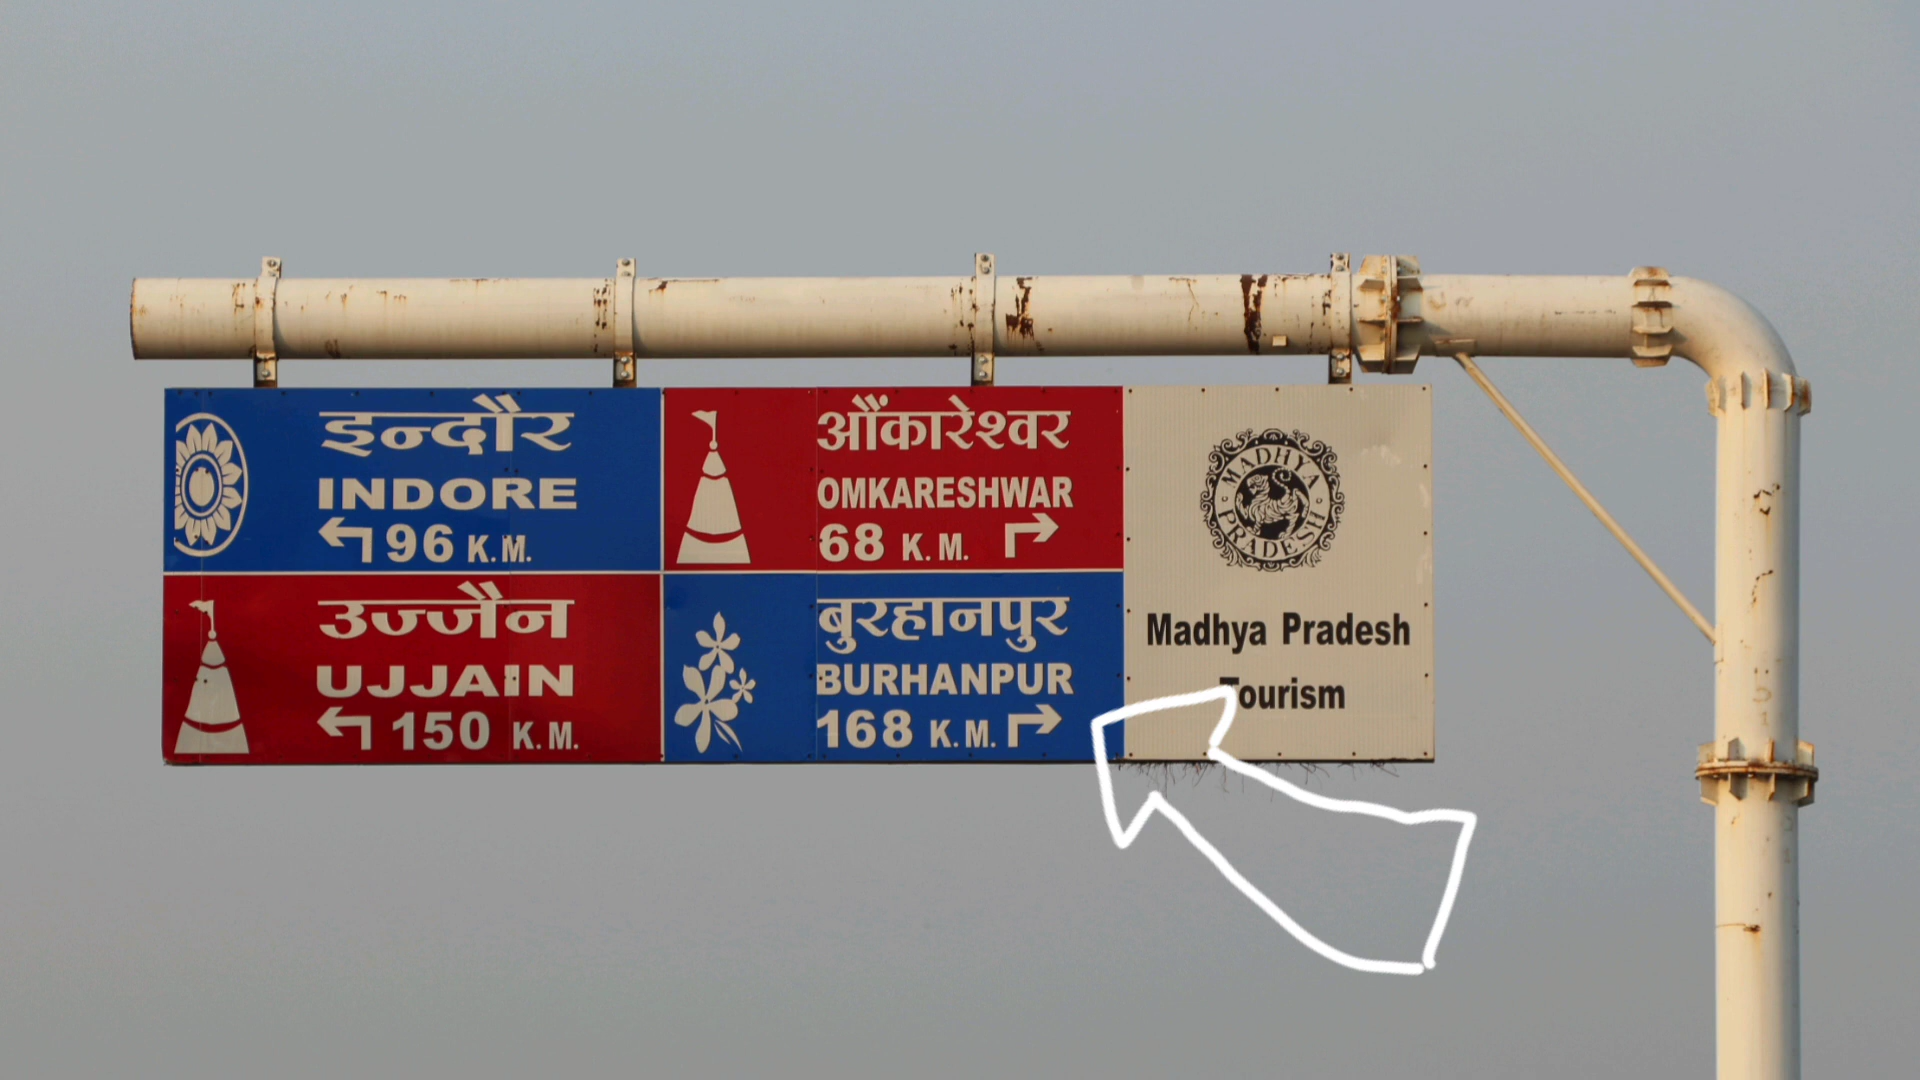 इन्दौर
INDORE
96 K.M.
उज्जैन
UJJAIN
150 K.M.
ओंकारेश्वर
OMKARESHWAR
68 K.M.
बुरहानपुर
BURHANPUR
168 K.M.
MADHYA
PRADESH
Madhya Pradesh
Tourism